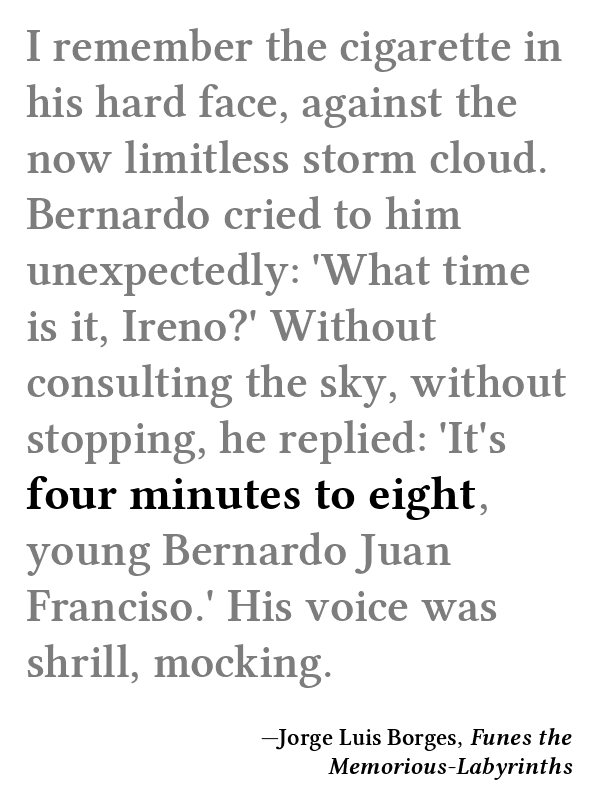 I remember the cigarette in
his hard face, against the
now limitless storm cloud.
Bernardo cried to him
unexpectedly: 'What time
is it, Ireno?' Without
consulting the sky, without
stopping, he replied: 'It's
four minutes to eight,
young Bernardo Juan
Franciso.' His voice was
shrill, mocking.
—Jorge Luis Borges, Funes the
Memorious-Labyrinths